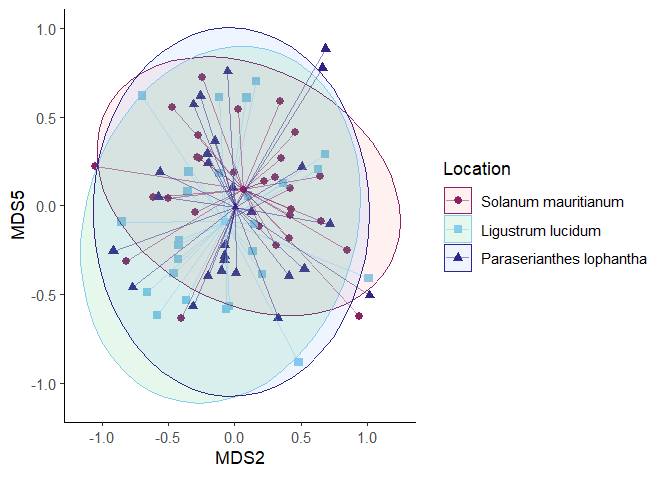 1.0
0.5
0.0
-0.5
-1.0
MDS5
-1.0 -0.5 0.0 0.5 1.0
MDS2
Location
Solanum mauritianum
Ligustrum lucidum
Paraserianthes lophantha